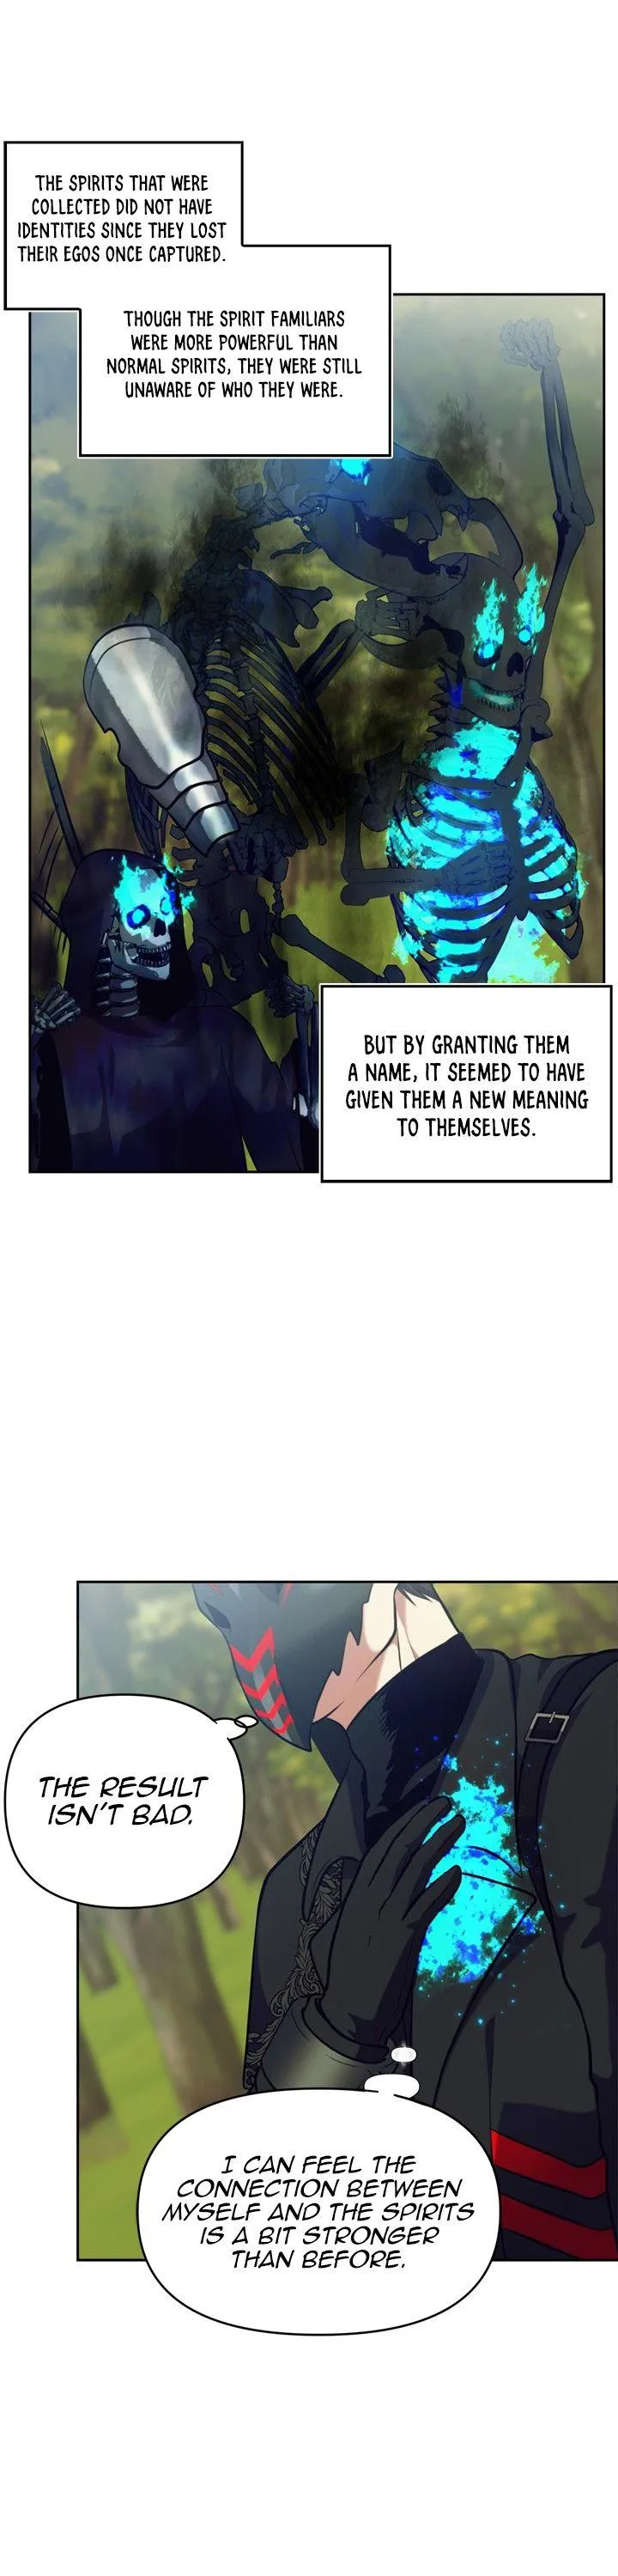 THE SPIRITS THAT WERE
COLLECTED DID NOT HAVE
IDENTITIES SINCE THEY LOST
THEIR EGOS ONCE CAPTURED.
THOUGH THE SPIRIT FAMILIARS
WERE MORE POWERFUL THAN
NORMAL SPIRITS, THEY WERE STILL
UNAWARE OF WHO THEY WERE.
BUT BY GRANTING THEM
A NAME, IT SEEMED TO HAVE
GIVEN THEM A NEW MEANING
TO THEMSELVES.
THE RESULT
ISN'T BAD.
I CAN FEEL THE
CONNECTION BETWEEN
MYSELF AND THE SPIRITS
IS A BIT STRONGER
THAN BEFORE.